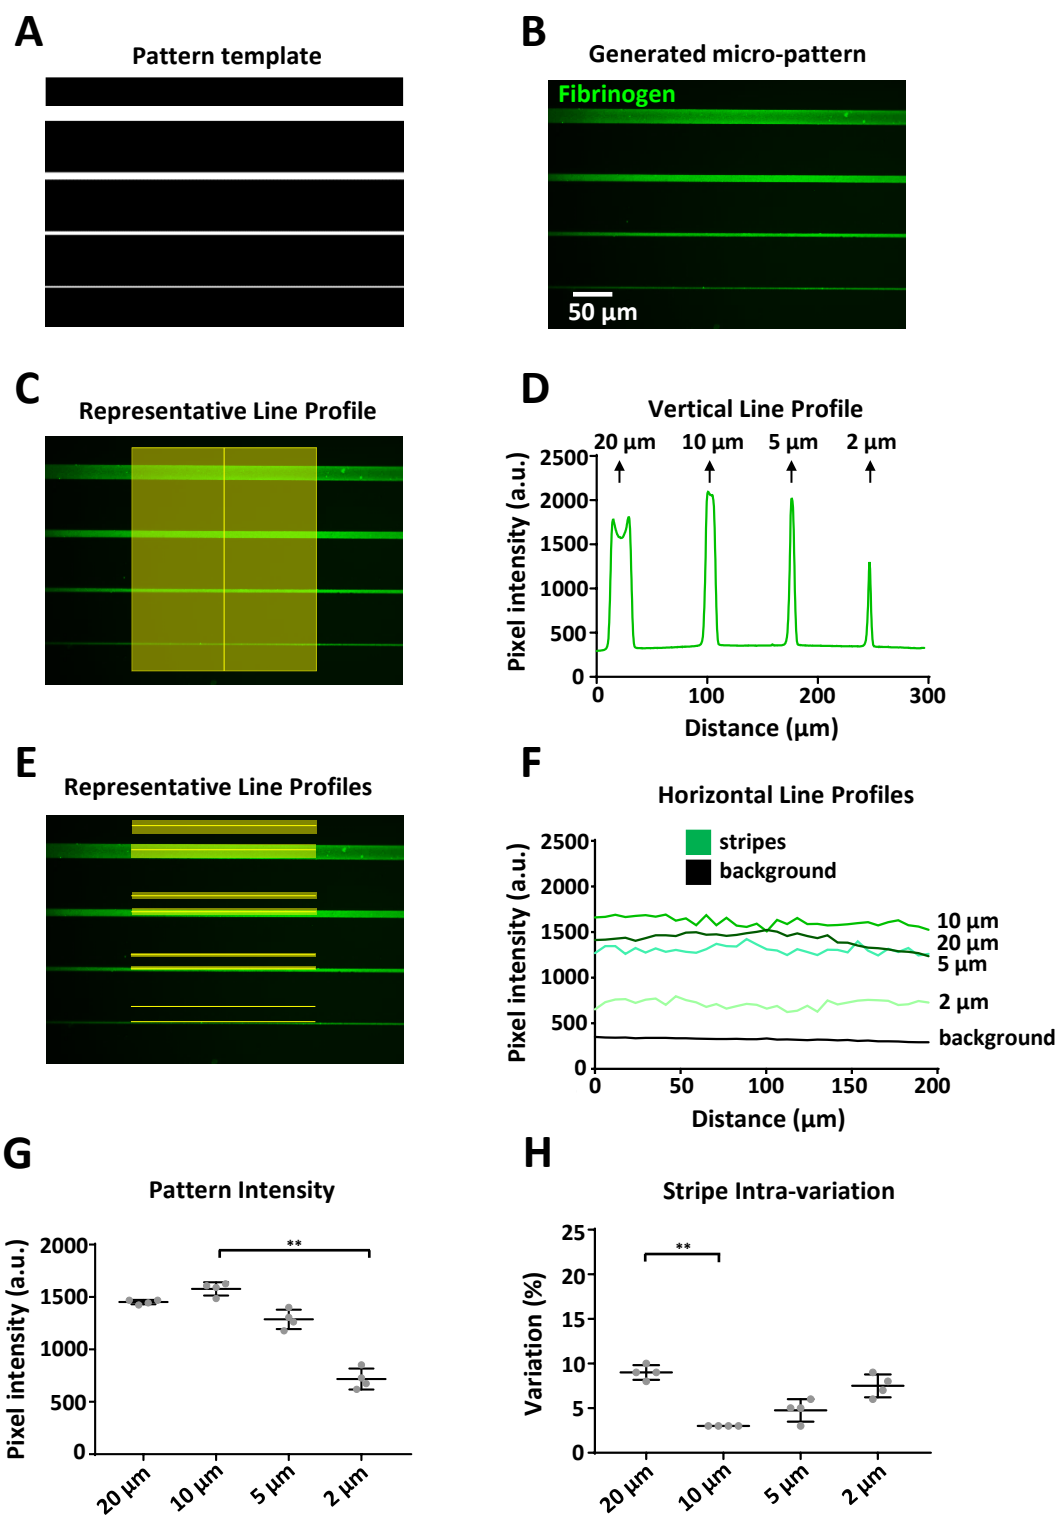 A
Pattern template
B
Generated micro-pattern
Fibrinogen
50 µm
C
Representative Line Profile
D
Vertical Line Profile
20 µm 10 µm 5 µm 2 µm
Pixel intensity (a.u.)
2500
2000
1500
1000
500
0
0 100 200 300
Distance (µm)
E
Representative Line Profiles
F
Horizontal Line Profiles
stripes
background
Pixel intensity (a.u.)
2500
2000
1500
1000
500
0
10 µm
20 µm
5 µm
2 µm
background
0 50 100 150 200
Distance (µm)
G
Pattern Intensity
Pixel intensity (a.u.)
2000
1500
1000
500
0
**
20 µm 10 µm 5 µm 2 µm
H
Stripe Intra-variation
Variation (%)
25
20
15
10
5
0
**
20 µm 10 µm 5 µm 2 µm